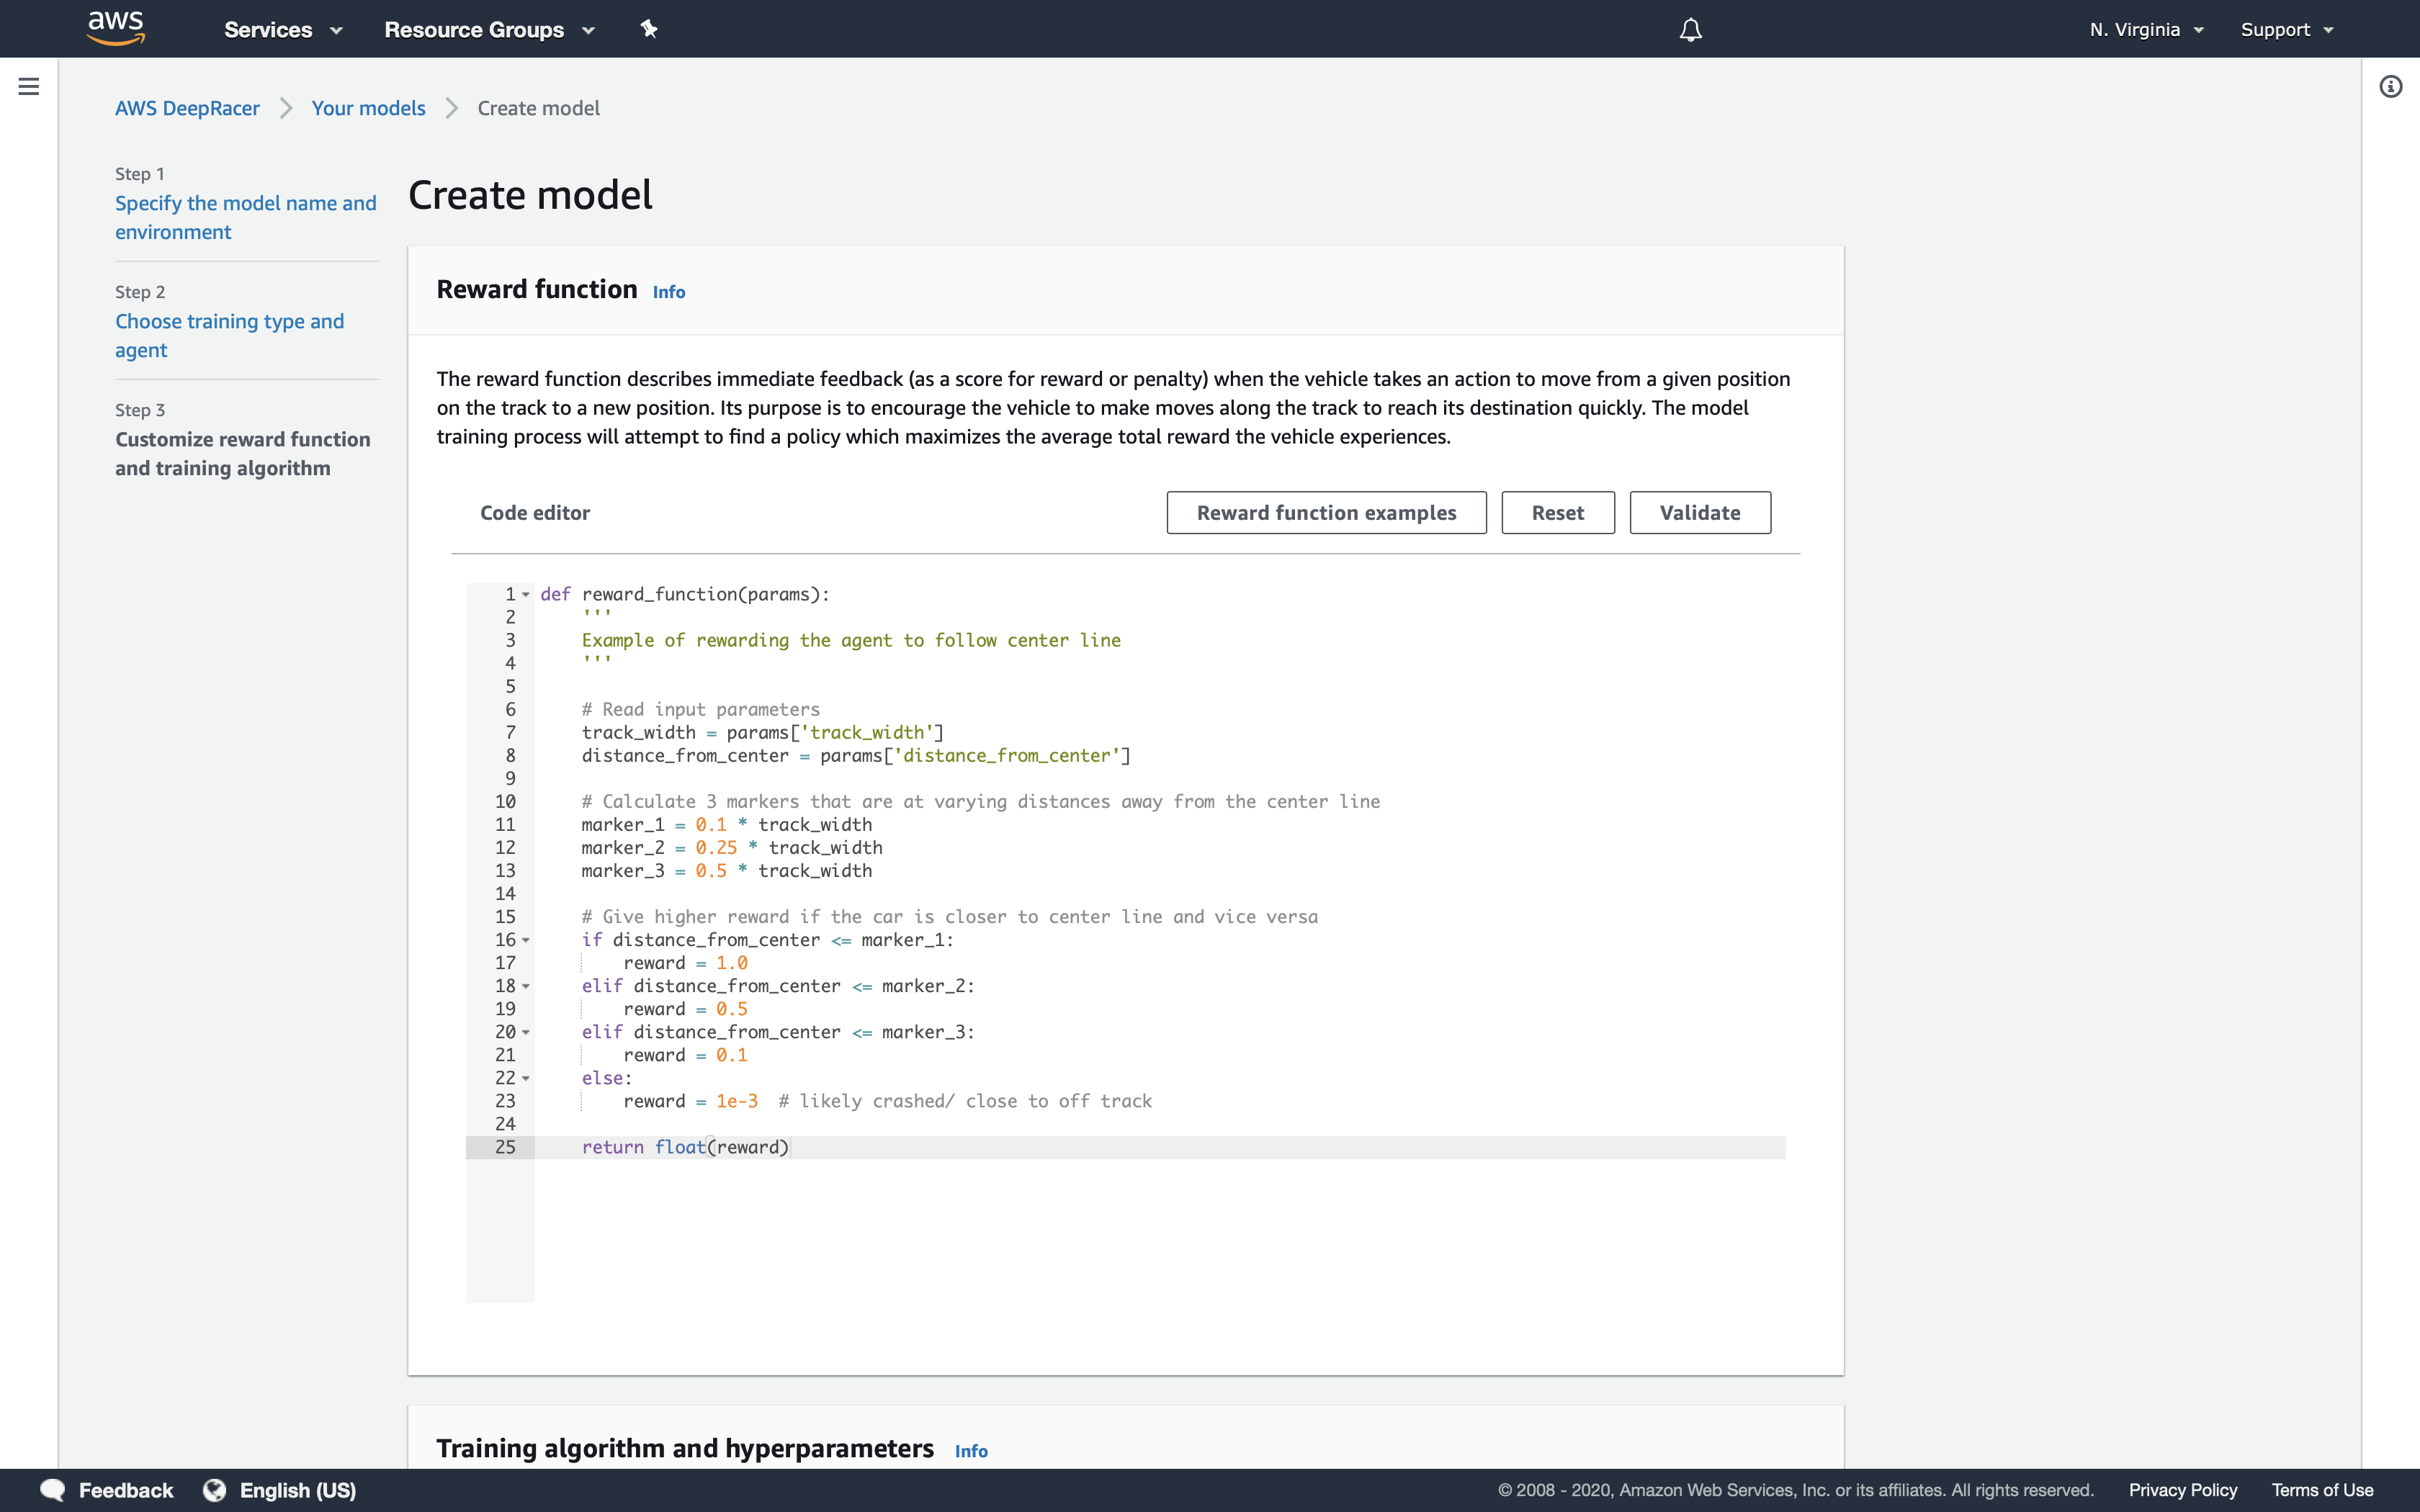 aws Services Resource Groups N. Virginia Support
AWS DeepRacer Your models Create model
Step 1
Specify the model name and
environment
Step 2
Choose training type and
agent
Step 3
Customize reward function
and training algorithm
Create model
Reward function Info
The reward function describes immediate feedback (as a score for reward or penalty) when the vehicle takes an action to move from a given position
on the track to a new position. Its purpose is to encourage the vehicle to make moves along the track to reach its destination quickly. The model
training process will attempt to find a policy which maximizes the average total reward the vehicle experiences.
Code editor Reward function examples Reset Validate
1 def reward_function(params):
2     '''
3     Example of rewarding the agent to follow center line
4     '''
5
6     # Read input parameters
7     track_width = params['track_width']
8     distance_from_center = params['distance_from_center']
9
10     # Calculate 3 markers that are at varying distances away from the center line
11     marker_1 = 0.1 * track_width
12     marker_2 = 0.25 * track_width
13     marker_3 = 0.5 * track_width
14
15     # Give higher reward if the car is closer to center line and vice versa
16     if distance_from_center <= marker_1:
17         reward = 1.0
18     elif distance_from_center <= marker_2:
19         reward = 0.5
20     elif distance_from_center <= marker_3:
21         reward = 0.1
22     else:
23         reward = 1e-3  # likely crashed/ close to off track
24
25     return float(reward)
Training algorithm and hyperparameters Info
Feedback English (US) © 2008 - 2020, Amazon Web Services, Inc. or its affiliates. All rights reserved. Privacy Policy Terms of Use